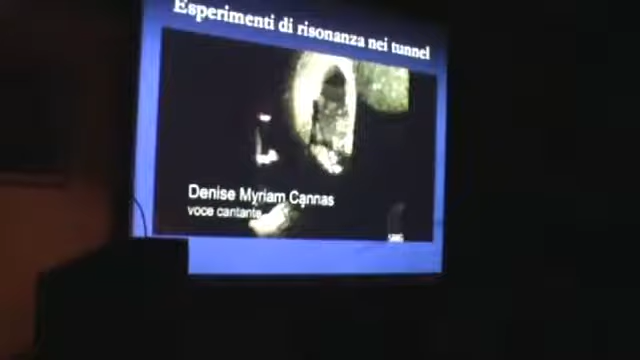 Esperimenti di risonanza nei tunnel
Denise Myriam Cannas
voce cantante